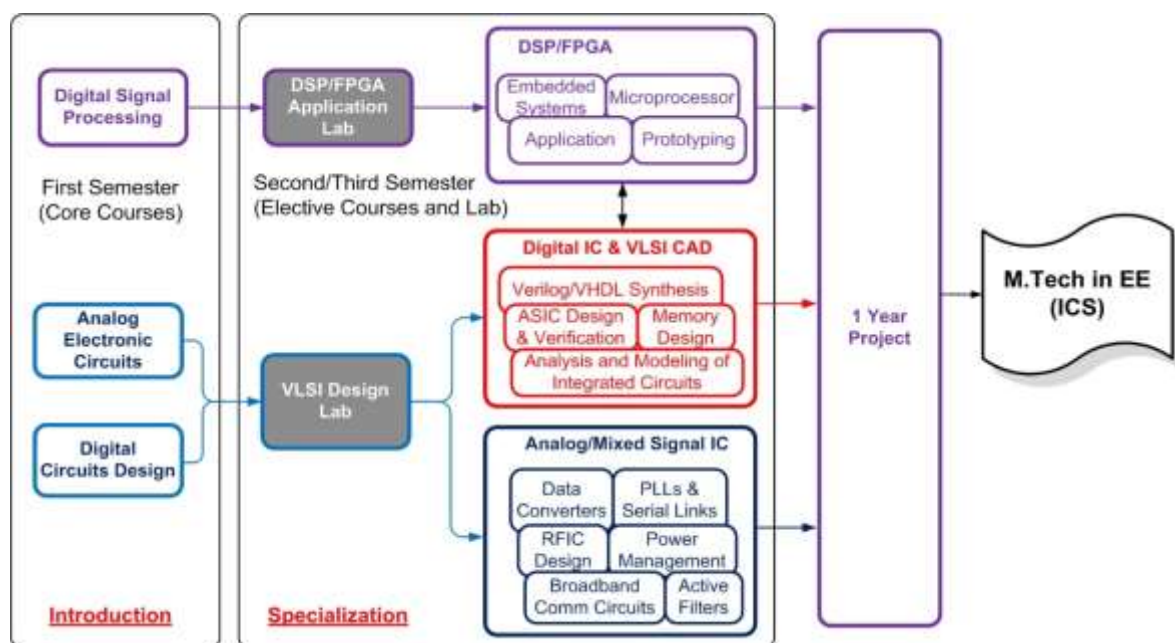 Digital Signal
Processing
First Semester
(Core Courses)
Analog
Electronic
Circuits
Digital
Circuits Design
Introduction
DSP/FPGA
Application
Lab
Second/Third Semester
(Elective Courses and Lab)
VLSI Design
Lab
Specialization
DSP/FPGA
Embedded
Systems
Microprocessor
Application
Prototyping
Digital IC & VLSI CAD
Verilog/VHDL Synthesis
ASIC Design
& Verification
Memory
Design
Analysis and Modeling of
Integrated Circuits
Analog/Mixed Signal IC
Data
Converters
PLLs &
Serial Links
RFIC
Design
Power
Management
Broadband
Comm Circuits
Active
Filters
1 Year
Project
M.Tech in EE
(ICS)